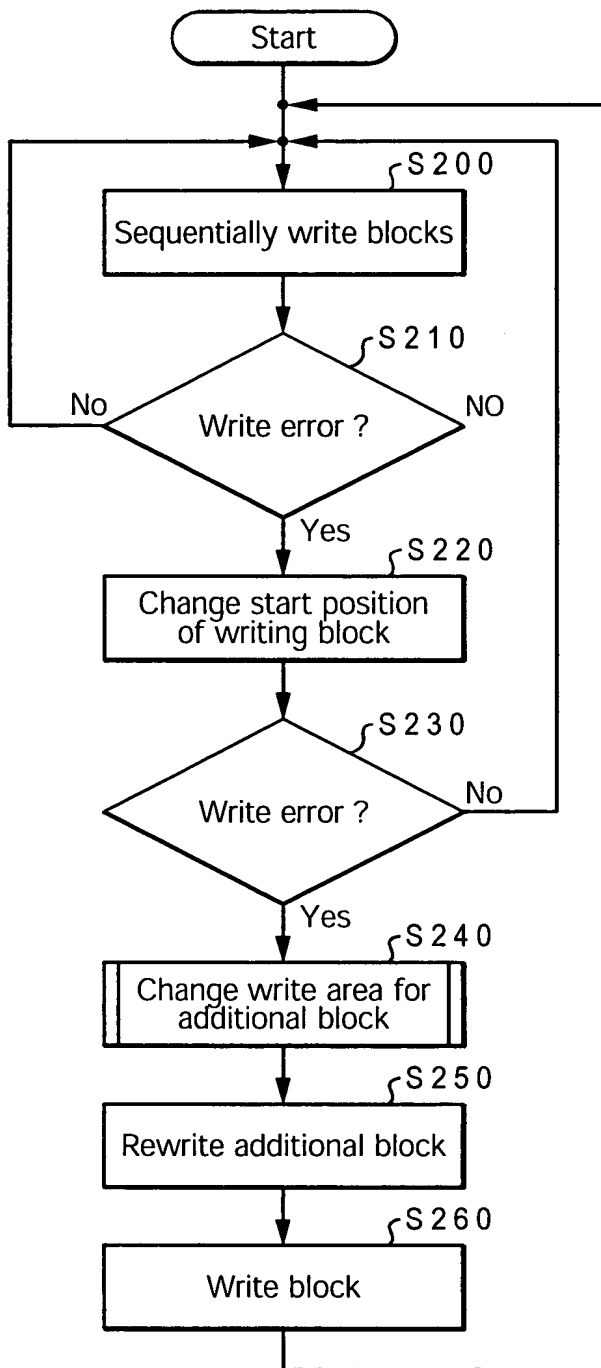 Start
S200
Sequentially write blocks
S210
No
Write error ?
NO
Yes
S220
Change start position
of writing block
S230
Write error ?
No
Yes
S240
Change write area for
additional block
S250
Rewrite additional block
S260
Write block